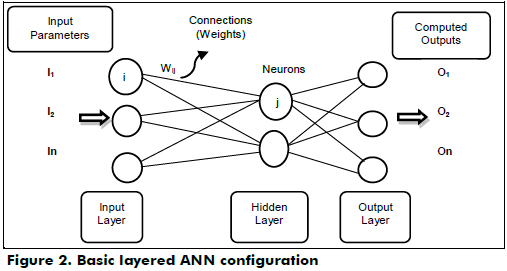 Input
Parameters
Connections
(Weights)
Computed
Outputs
I1
i
Wij
Neurons
O1
I2
j
O2
In
On
Input
Layer
Hidden
Layer
Output
Layer
Figure 2. Basic layered ANN configuration